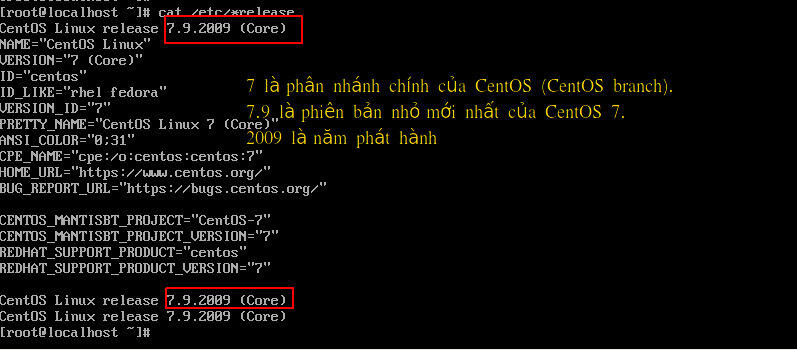 [root@localhost ~]# cat /etc/*release
CentOS Linux release 7.9.2009 (Core)
NAME="CentOS Linux"
VERSION="7 (Core)"
ID="centos"
ID_LIKE="rhel fedora"
VERSION_ID="7"
PRETTY_NAME="CentOS Linux 7 (Core)"
ANSI_COLOR="0;31"
CPE_NAME="cpe:/o:centos:centos:7"
HOME_URL="https://www.centos.org/"
BUG_REPORT_URL="https://bugs.centos.org/"
7 là phân nhánh chính của CentOS (CentOS branch).
7.9 là phiên bản nhỏ mới nhất của CentOS 7.
2009 là năm phát hành
CENTOS_MANTISBT_PROJECT="CentOS-7"
CENTOS_MANTISBT_PROJECT_VERSION="7"
REDHAT_SUPPORT_PRODUCT="centos"
REDHAT_SUPPORT_PRODUCT_VERSION="7"
CentOS Linux release 7.9.2009 (Core)
CentOS Linux release 7.9.2009 (Core)
[root@localhost ~]#